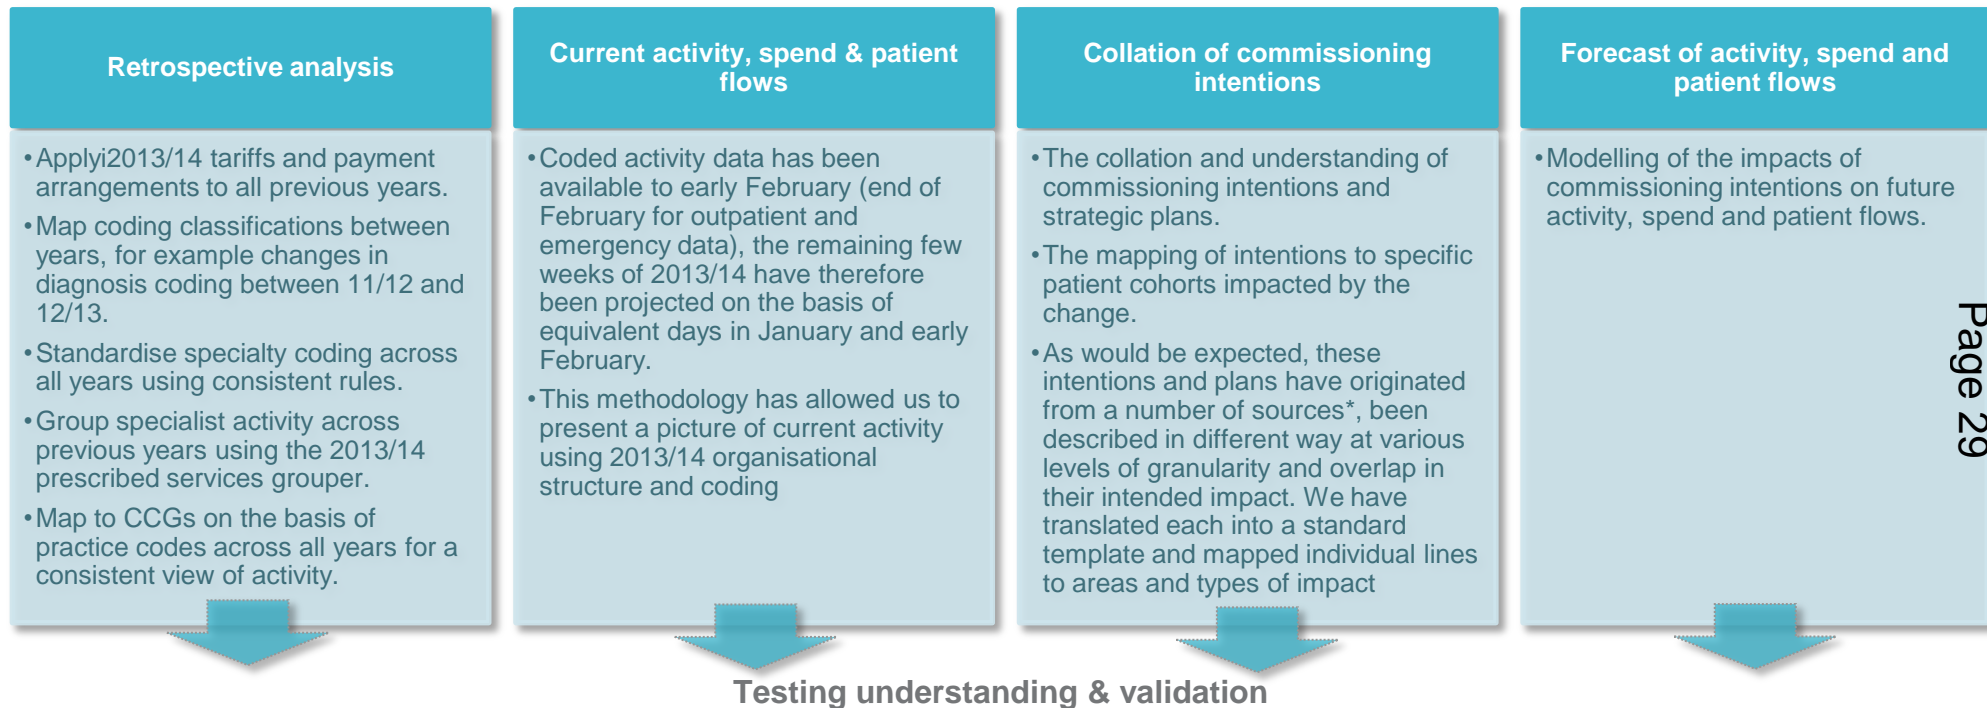 Retrospective analysis
•Applyi2013/14 tariffs and payment
arrangements to all previous years.
•Map coding classifications between
years, for example changes in
diagnosis coding between 11/12 and
12/13.
•Standardise specialty coding across
all years using consistent rules.
•Group specialist activity across
previous years using the 2013/14
prescribed services grouper.
•Map to CCGs on the basis of
practice codes across all years for a
consistent view of activity.
Current activity, spend & patient
flows
•Coded activity data has been
available to early February (end of
February for outpatient and
emergency data), the remaining few
weeks of 2013/14 have therefore
been projected on the basis of
equivalent days in January and early
February.
•This methodology has allowed us to
present a picture of current activity
using 2013/14 organisational
structure and coding
Collation of commissioning
intentions
•The collation and understanding of
commissioning intentions and
strategic plans.
•The mapping of intentions to specific
patient cohorts impacted by the
change.
•As would be expected, these
intentions and plans have originated
from a number of sources*, been
described in different way at various
levels of granularity and overlap in
their intended impact. We have
translated each into a standard
template and mapped individual lines
to areas and types of impact
Forecast of activity, spend and
patient flows
•Modelling of the impacts of
commissioning intentions on future
activity, spend and patient flows.
Page 29
Testing understanding & validation